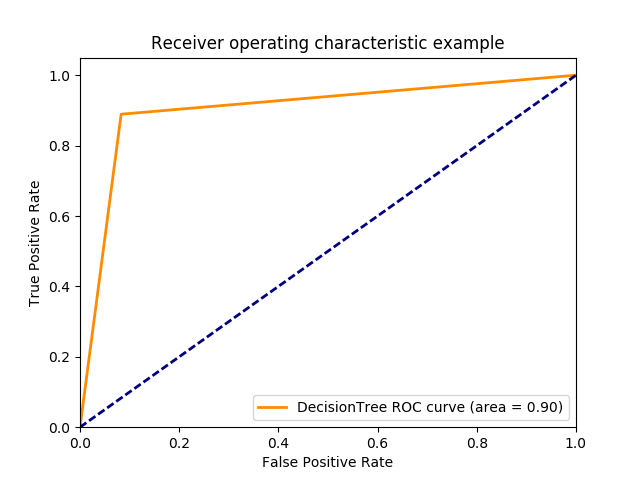 Receiver operating characteristic example
1.0
0.8
0.6
0.4
0.2
0.0
True Positive Rate
DecisionTree ROC curve (area = 0.90)
0.0 0.2 0.4 0.6 0.8 1.0
False Positive Rate